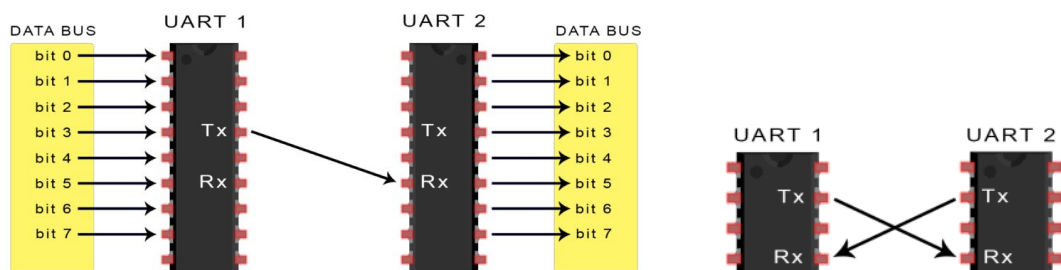 UART 1
UART 2
DATA BUS
DATA BUS
bit 0
bit 1
bit 2
bit 3
bit 4
bit 5
bit 6
bit 7
Tx
Rx
Tx
Rx
bit 0
bit 1
bit 2
bit 3
bit 4
bit 5
bit 6
bit 7
UART 1
UART 2
Tx
Rx
Tx
Rx